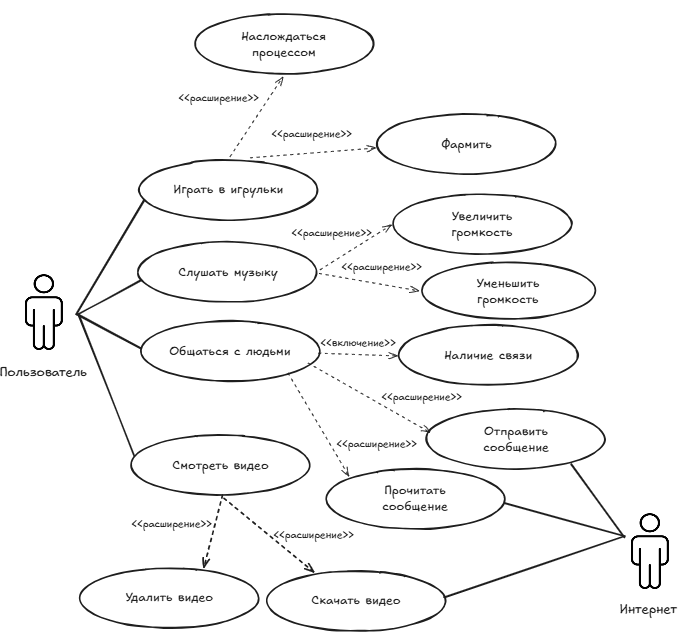 Наслождаться
процессом
<<расширение>>
<<расширение>>
Фармить
Играть в игрульки
Увеличить
громкость
<<расширение>>
Слушать музыку
<<расширение>>
Уменьшить
громкость
<<включение>>
Общаться с людьми
Наличие связи
Пользователь
<<расширение>>
Отправить
сообщение
<<расширение>>
Смотреть видео
Прочитать
сообщение
<<расширение>>
<<расширение>>
Удалить видео
Скачать видео
Интернет